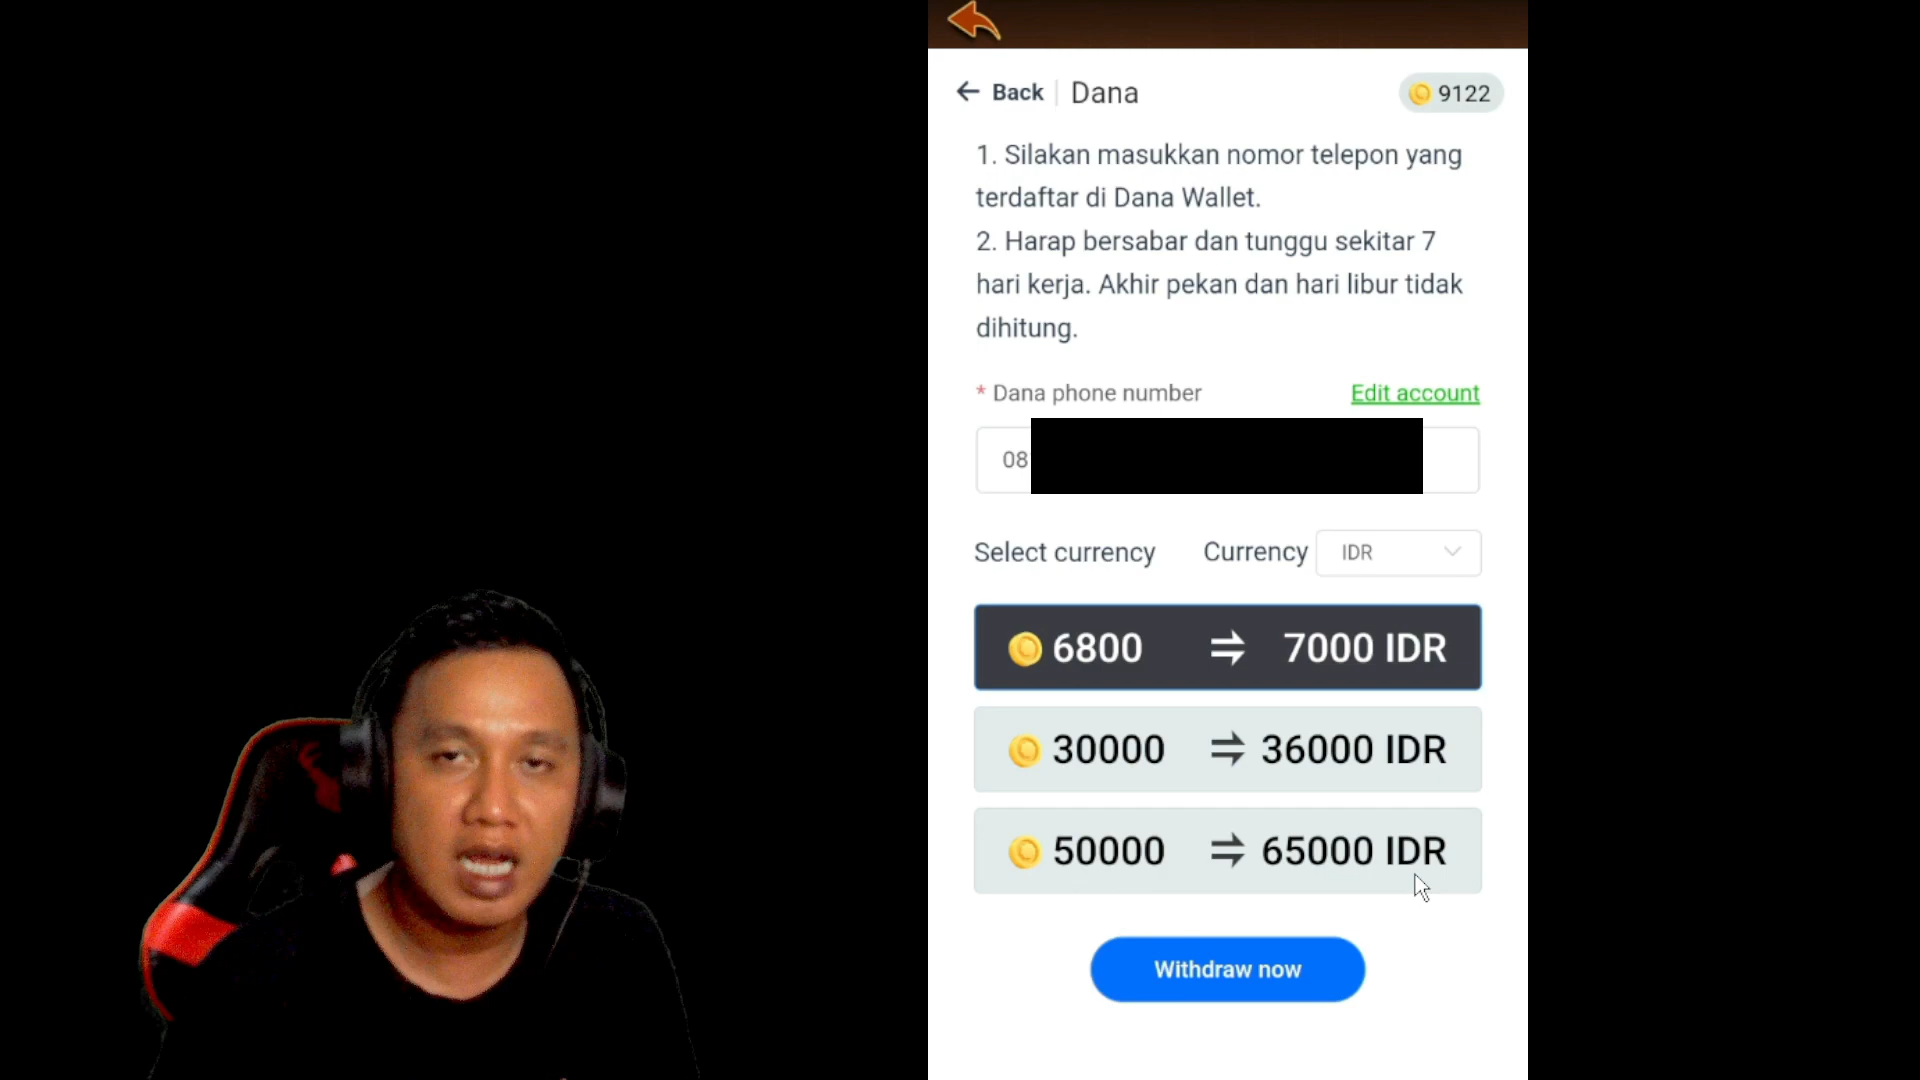 Back | Dana
9122
1. Silakan masukkan nomor telepon yang
terdaftar di Dana Wallet.
2. Harap bersabar dan tunggu sekitar 7
hari kerja. Akhir pekan dan hari libur tidak
dihitung.
* Dana phone number
Edit account
08
Select currency
Currency
IDR
6800 ⇌ 7000 IDR
30000 ⇌ 36000 IDR
50000 ⇌ 65000 IDR
Withdraw now